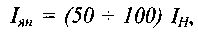 Iян = (50 ÷ 100) IН,